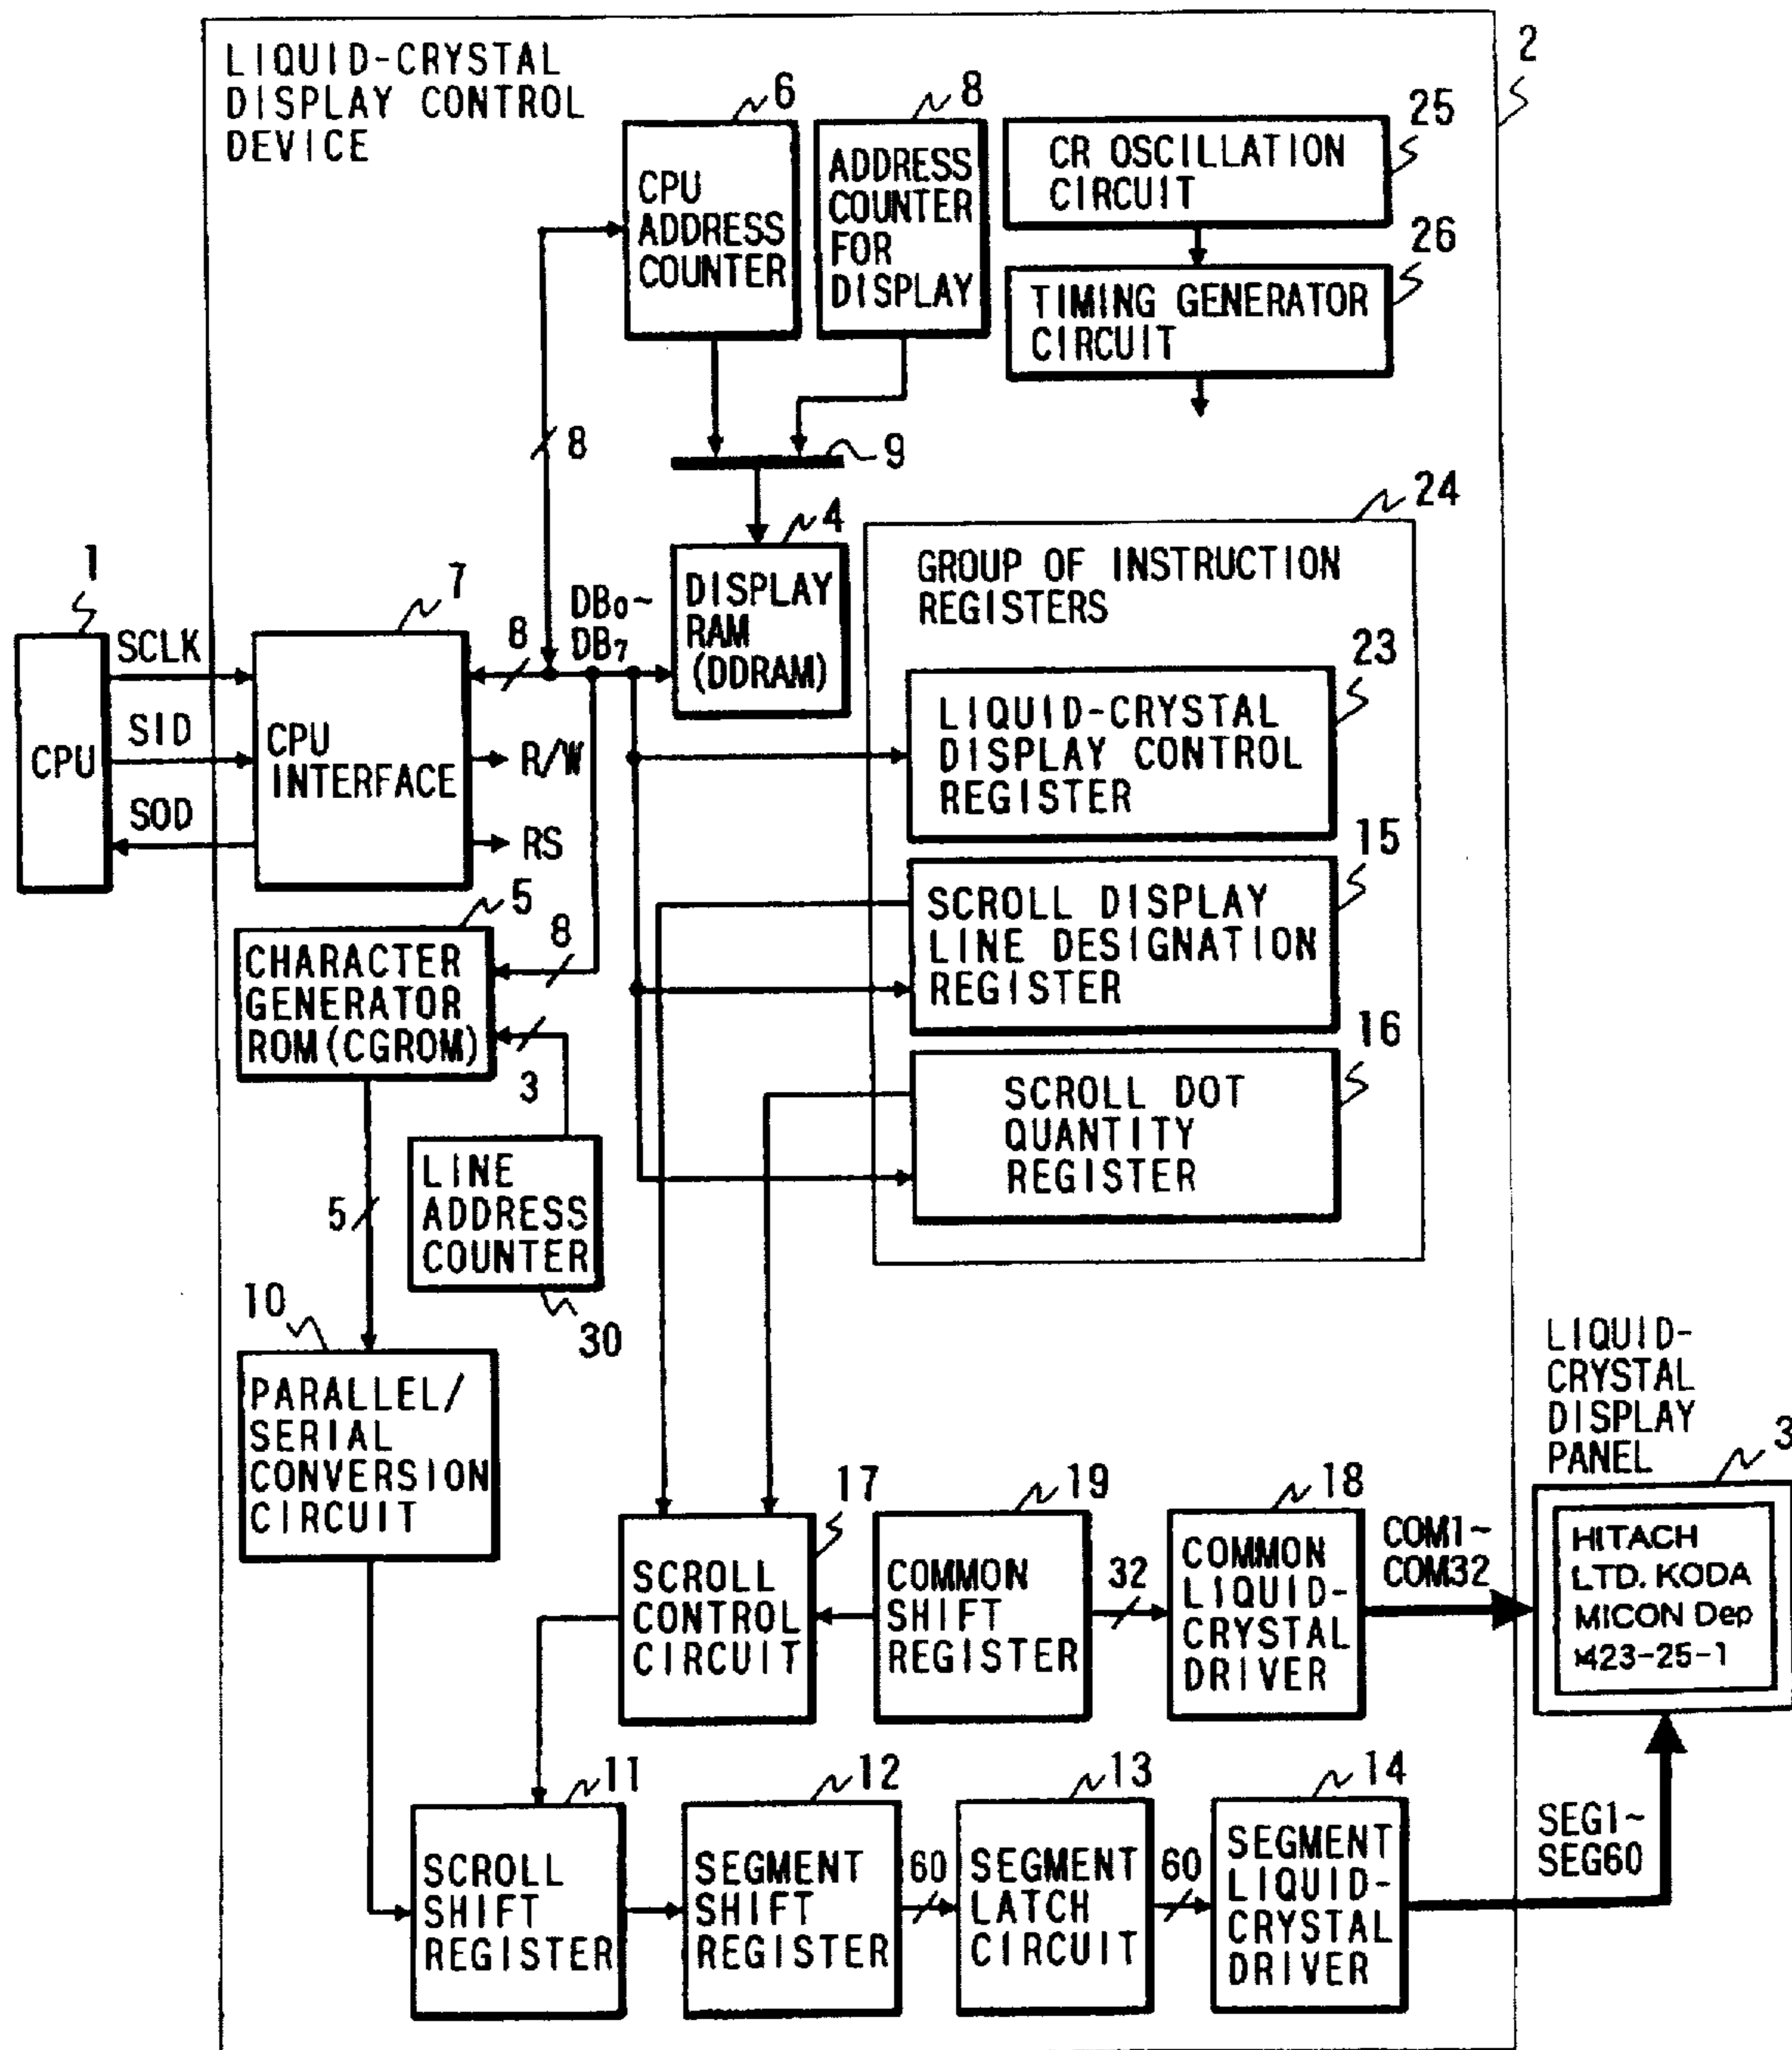 LIQUID-CRYSTAL
DISPLAY CONTROL
DEVICE
2
6
CPU
ADDRESS
COUNTER
8
ADDRESS
COUNTER
FOR
DISPLAY
25
CR OSCILLATION
CIRCUIT
26
TIMING GENERATOR
CIRCUIT
8
9
4
DISPLAY
RAM
(DDRAM)
24
GROUP OF INSTRUCTION
REGISTERS
23
LIQUID-CRYSTAL
DISPLAY CONTROL
REGISTER
15
SCROLL DISPLAY
LINE DESIGNATION
REGISTER
16
SCROLL DOT
QUANTITY
REGISTER
1
CPU
SCLK
SID
SOD
7
CPU
INTERFACE
8
DB0~
DB7
R/W
RS
5
CHARACTER
GENERATOR
ROM(CGROM)
8
3
LINE
ADDRESS
COUNTER
30
5
10
PARALLEL/
SERIAL
CONVERSION
CIRCUIT
17
SCROLL
CONTROL
CIRCUIT
19
COMMON
SHIFT
REGISTER
32
18
COMMON
LIQUID-
CRYSTAL
DRIVER
COM1~
COM32
LIQUID-
CRYSTAL
DISPLAY
PANEL
3
HITACH
LTD. KODA
MICON Dep
423-25-1
11
SCROLL
SHIFT
REGISTER
12
SEGMENT
SHIFT
REGISTER
60
13
SEGMENT
LATCH
CIRCUIT
60
14
SEGMENT
LIQUID-
CRYSTAL
DRIVER
SEG1~
SEG60